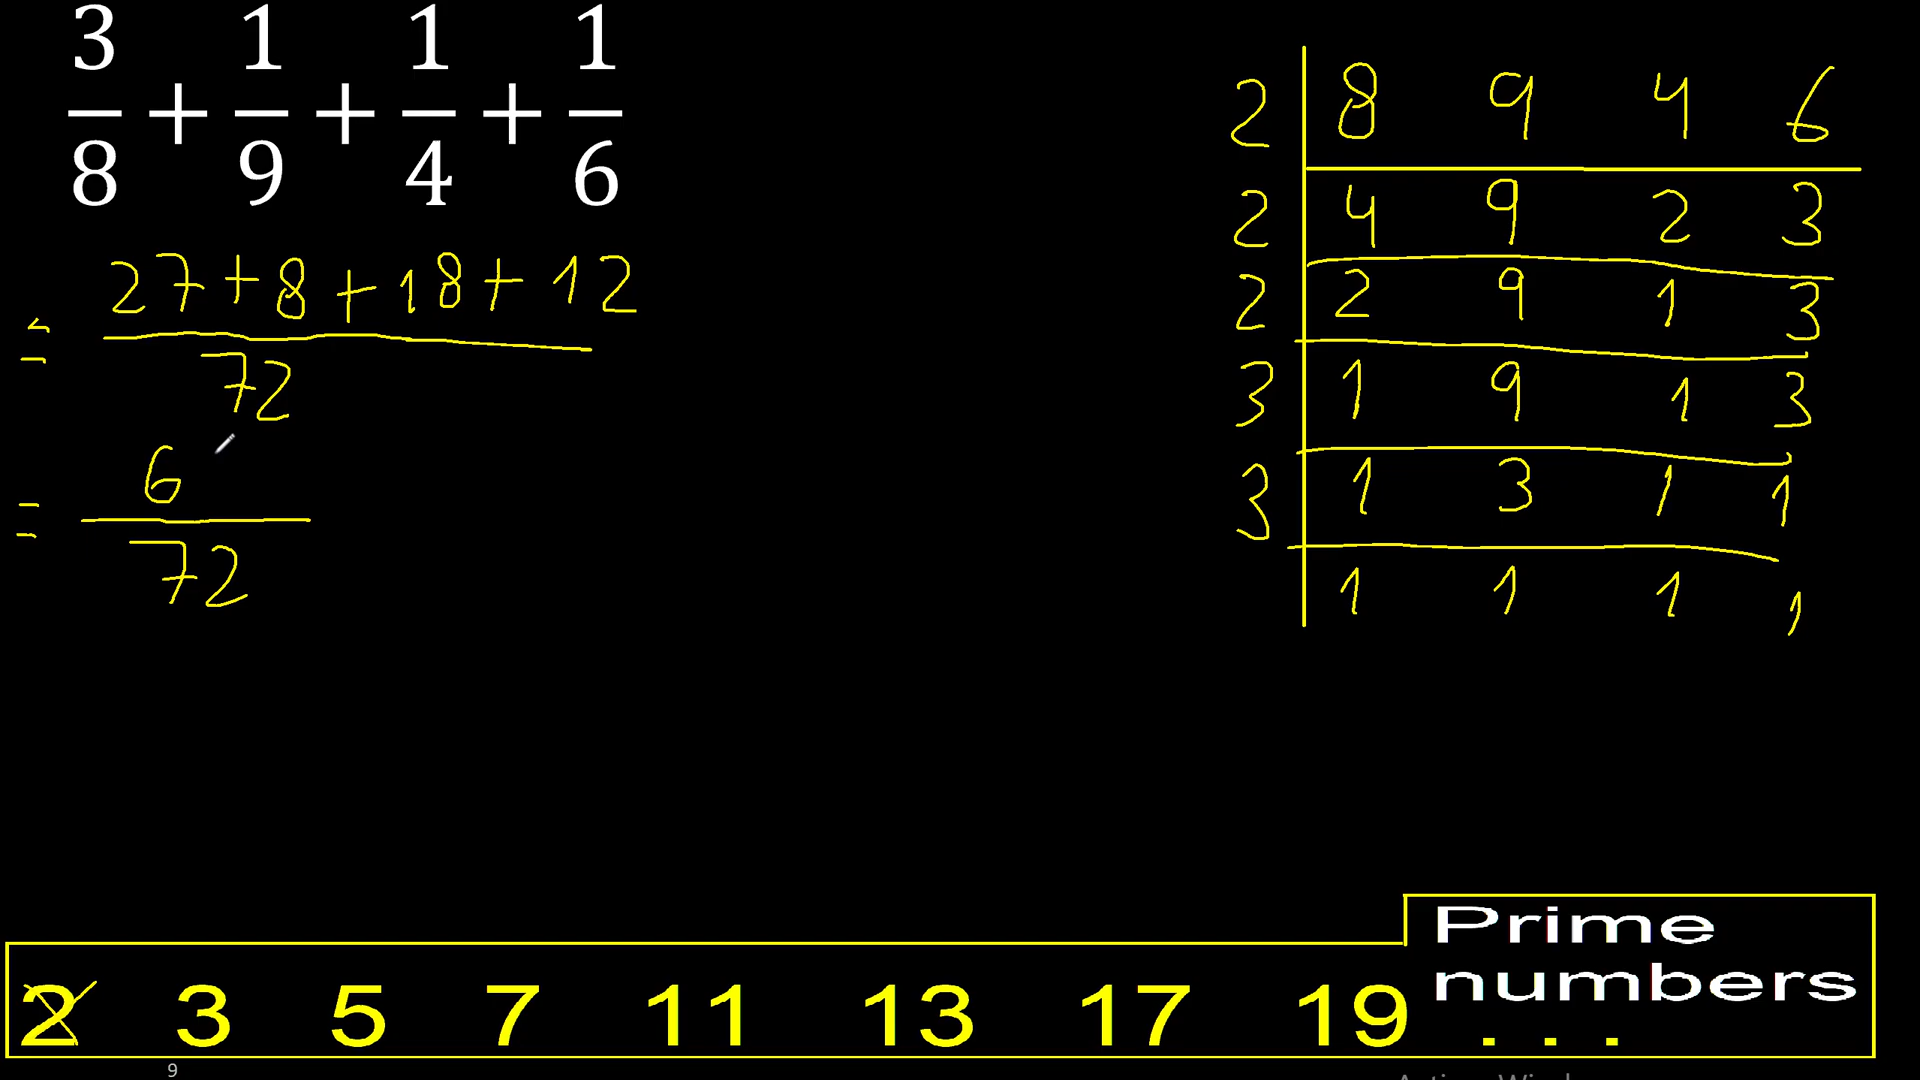 3/8 + 1/9 + 1/4 + 1/6
= 27+8+18+12 / 72
= 6 / 72
2 | 8 9 4 6
2 | 4 9 2 3
2 | 2 9 1 3
3 | 1 9 1 3
3 | 1 3 1 1
1 1 1 1
Prime
numbers
2 3 5 7 11 13 17 19 . . .
9